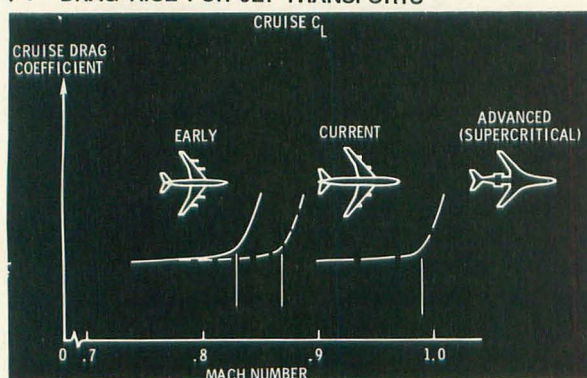 DRAG RISE FOR JET TRANSPORTS
CRUISE CL
CRUISE DRAG
COEFFICIENT
EARLY
CURRENT
ADVANCED
(SUPERCRITICAL)
0 .7 .8 .9 1.0
MACH NUMBER